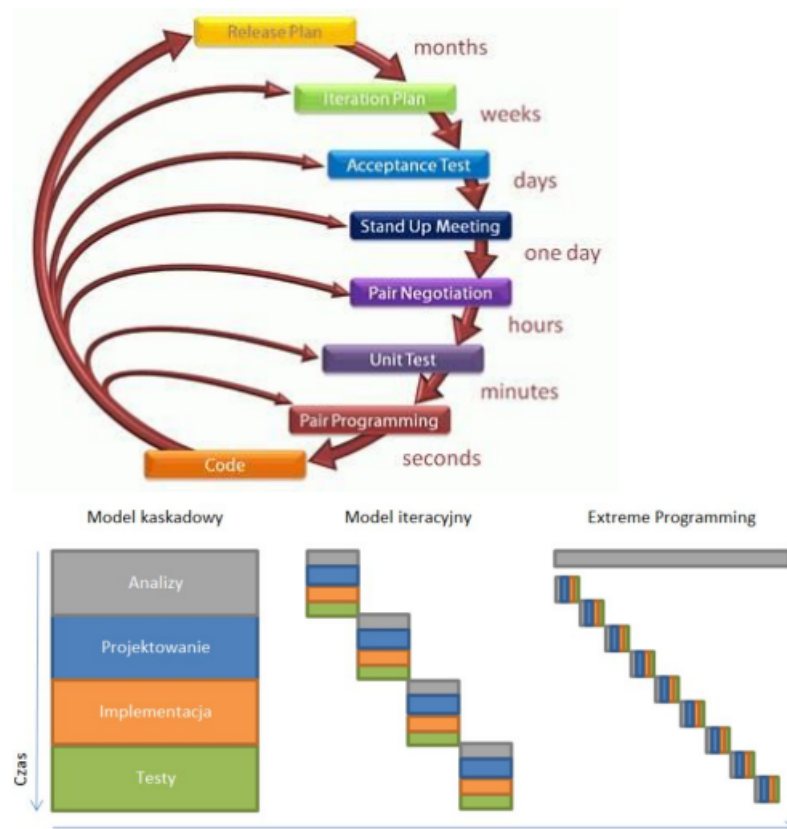 Release Plan
months
Iteration Plan
weeks
Acceptance Test
days
Stand Up Meeting
one day
Pair Negotiation
hours
Unit Test
minutes
Pair Programming
seconds
Code
Model kaskadowy
Model iteracyjny
Extreme Programming
Analizy
Projektowanie
Implementacja
Testy
Czas